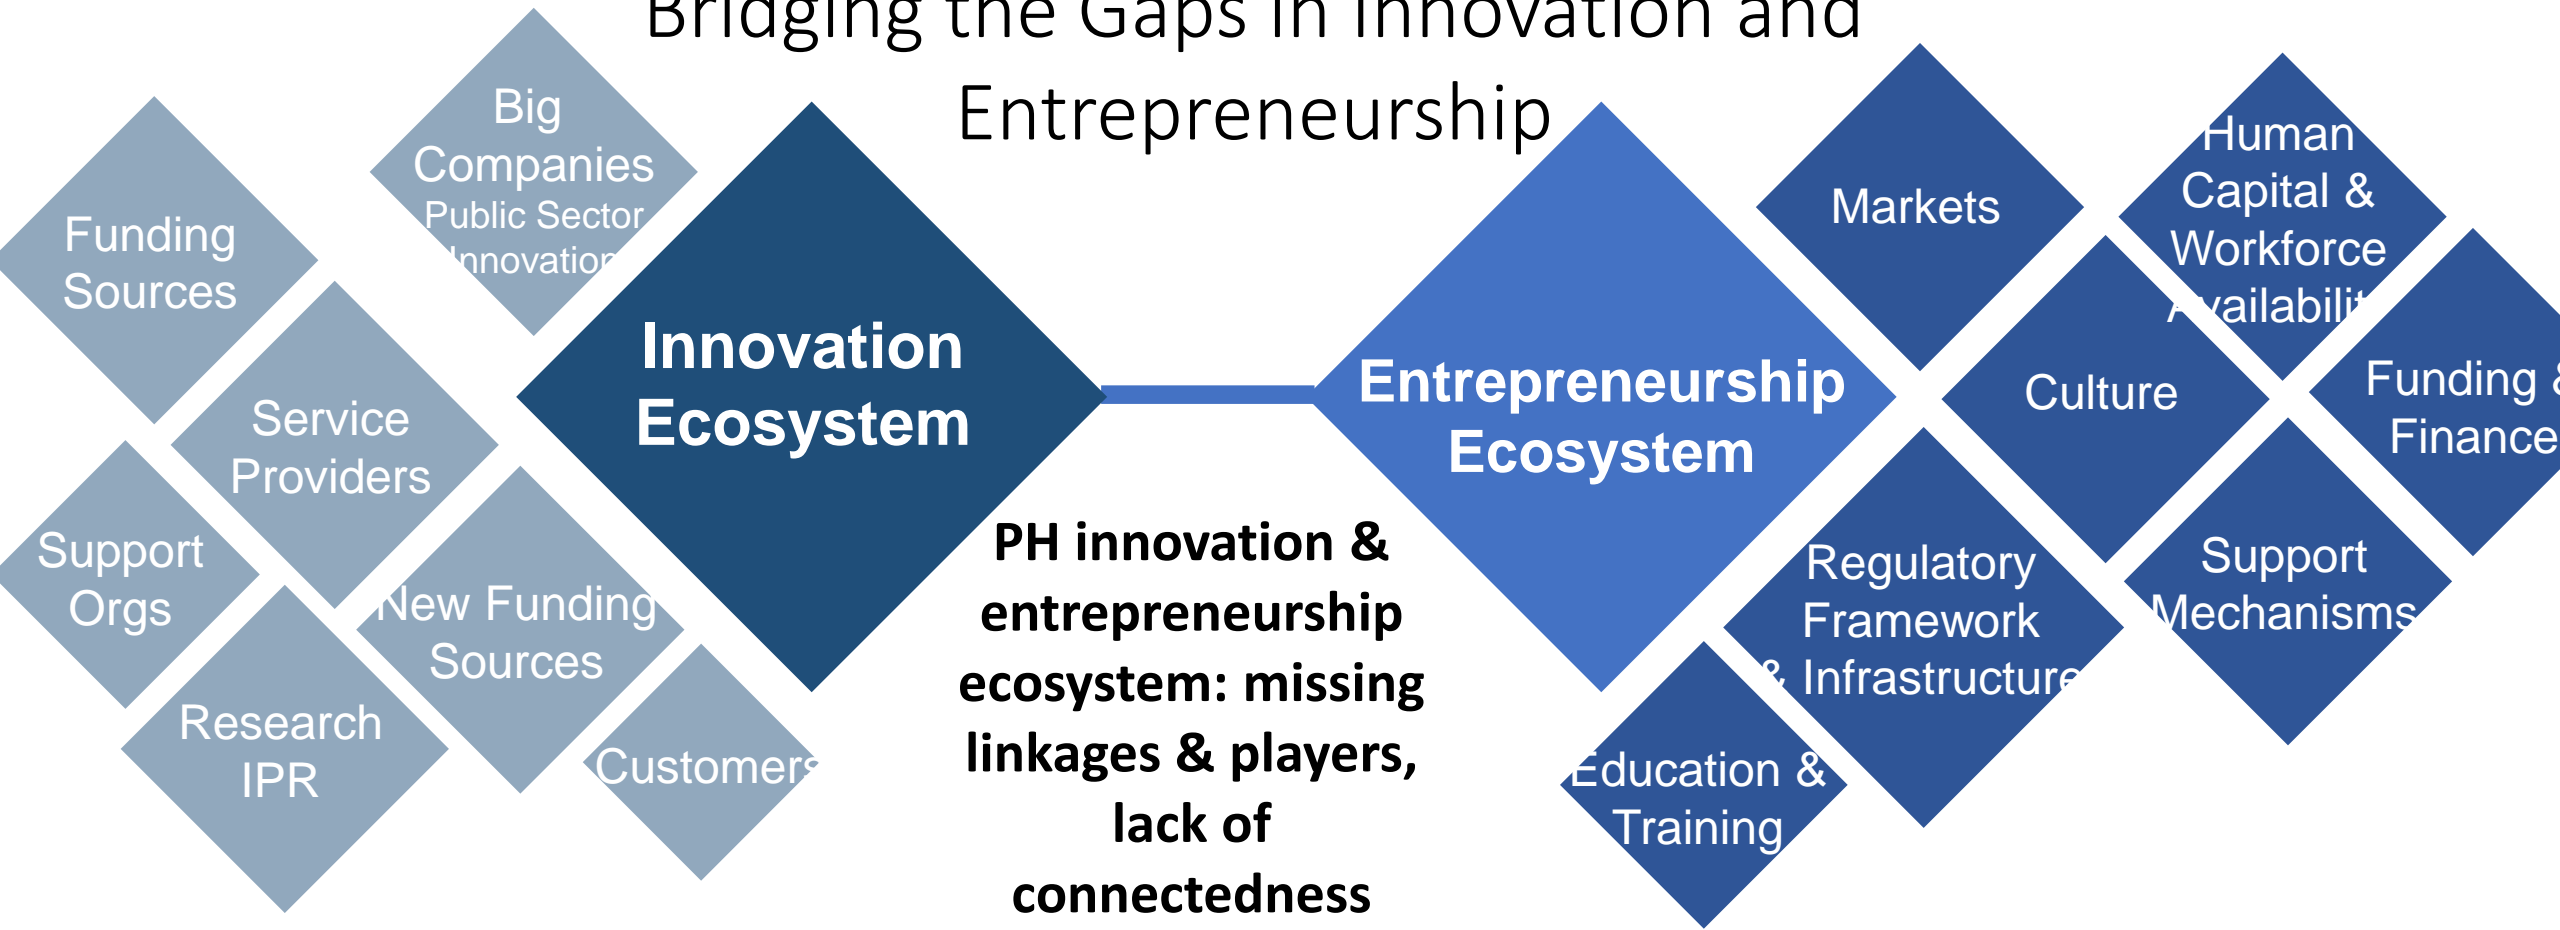 Bridging the Gaps in Innovation and
Entrepreneurship
Big
Companies
Public Sector
Innovation
Funding
Sources
Service
Providers
Support
Orgs
New Funding
Sources
Research
IPR
Customers
Innovation
Ecosystem
Entrepreneurship
Ecosystem
PH innovation &
entrepreneurship
ecosystem: missing
linkages & players,
lack of
connectedness
Markets
Human
Capital &
Workforce
Availability
Culture
Funding &
Finance
Regulatory
Framework
& Infrastructure
Support
Mechanisms
Education &
Training